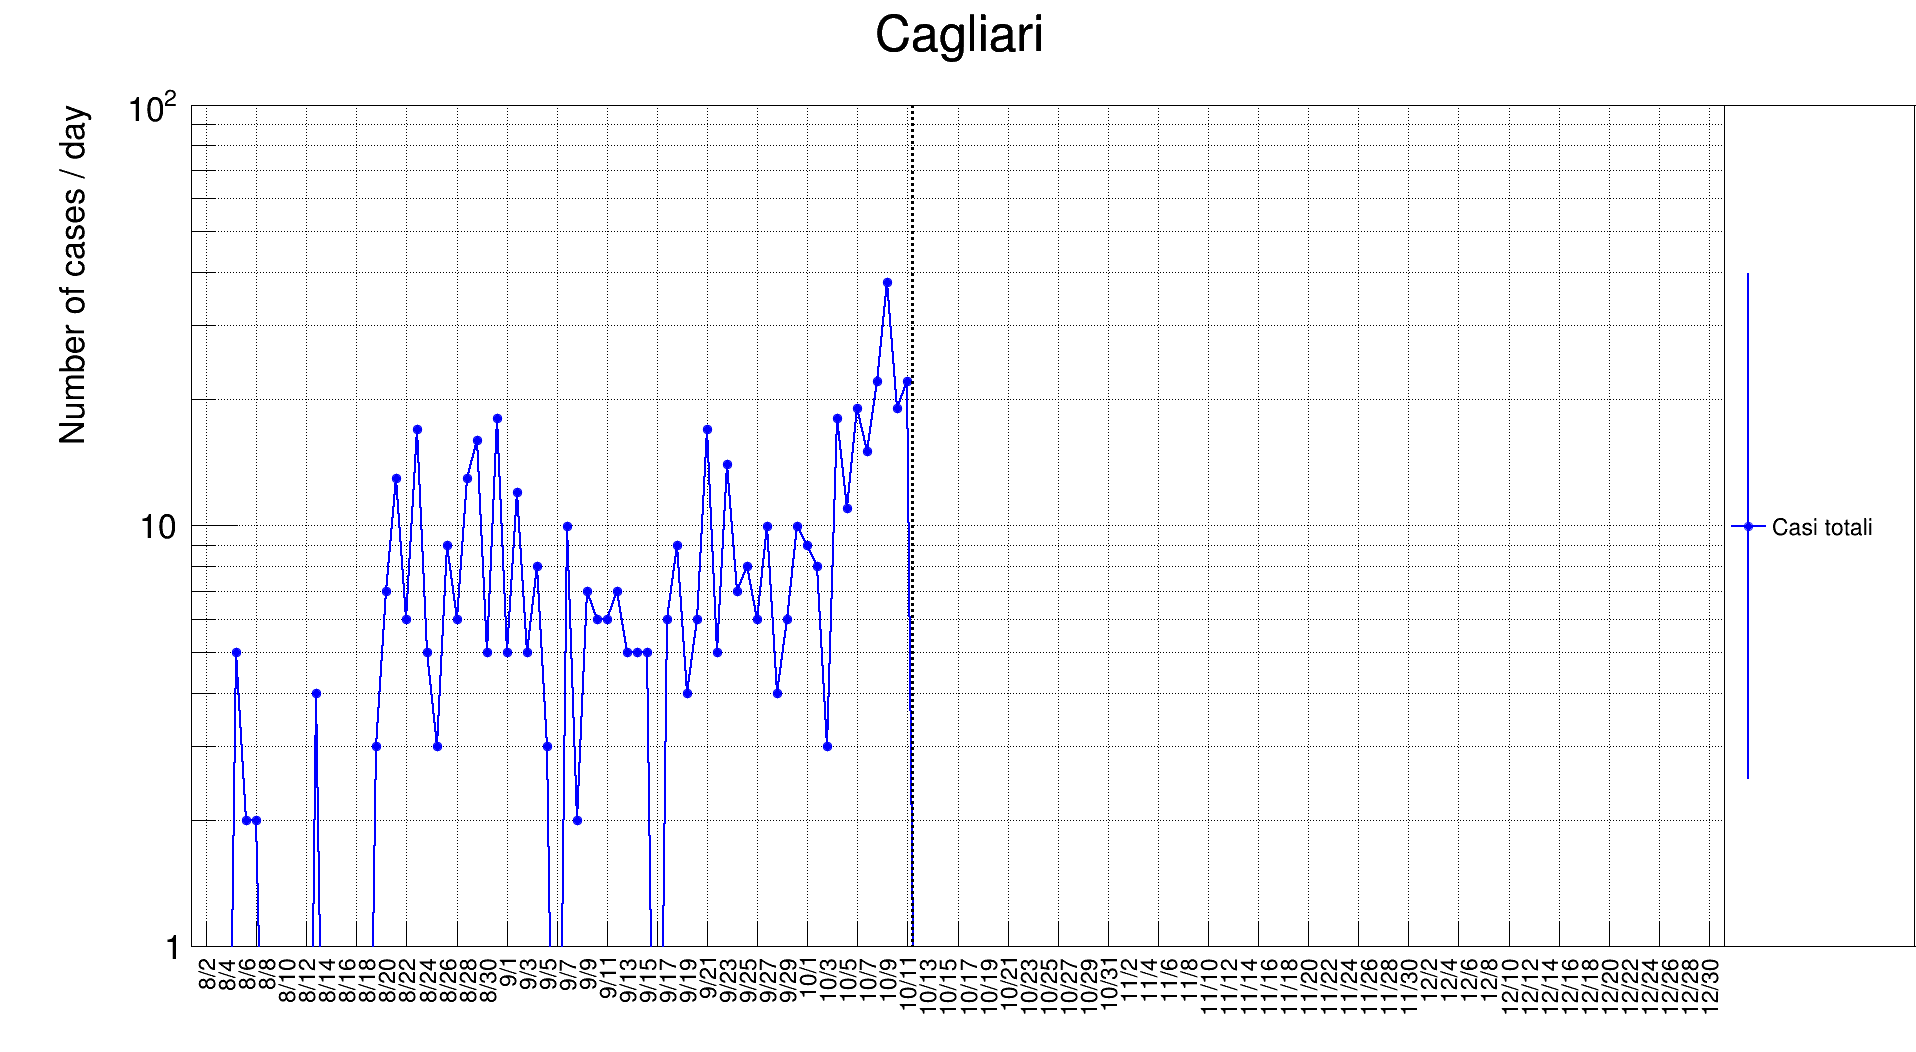 Cagliari
Number of cases / day
10²
10
1
8/2 8/4 8/6 8/8 8/10 8/12 8/14 8/16 8/18 8/20 8/22 8/24 8/26 8/28 8/30 9/1 9/3 9/5 9/7 9/9 9/11 9/13 9/15 9/17 9/19 9/21 9/23 9/25 9/27 9/29 10/1 10/3 10/5 10/7 10/9 10/11 10/13 10/15 10/17 10/19 10/21 10/23 10/25 10/27 10/29 10/31 11/2 11/4 11/6 11/8 11/10 11/12 11/14 11/16 11/18 11/20 11/22 11/24 11/26 11/28 11/30 12/2 12/4 12/6 12/8 12/10 12/12 12/14 12/16 12/18 12/20 12/22 12/24 12/26 12/28 12/30
Casi totali